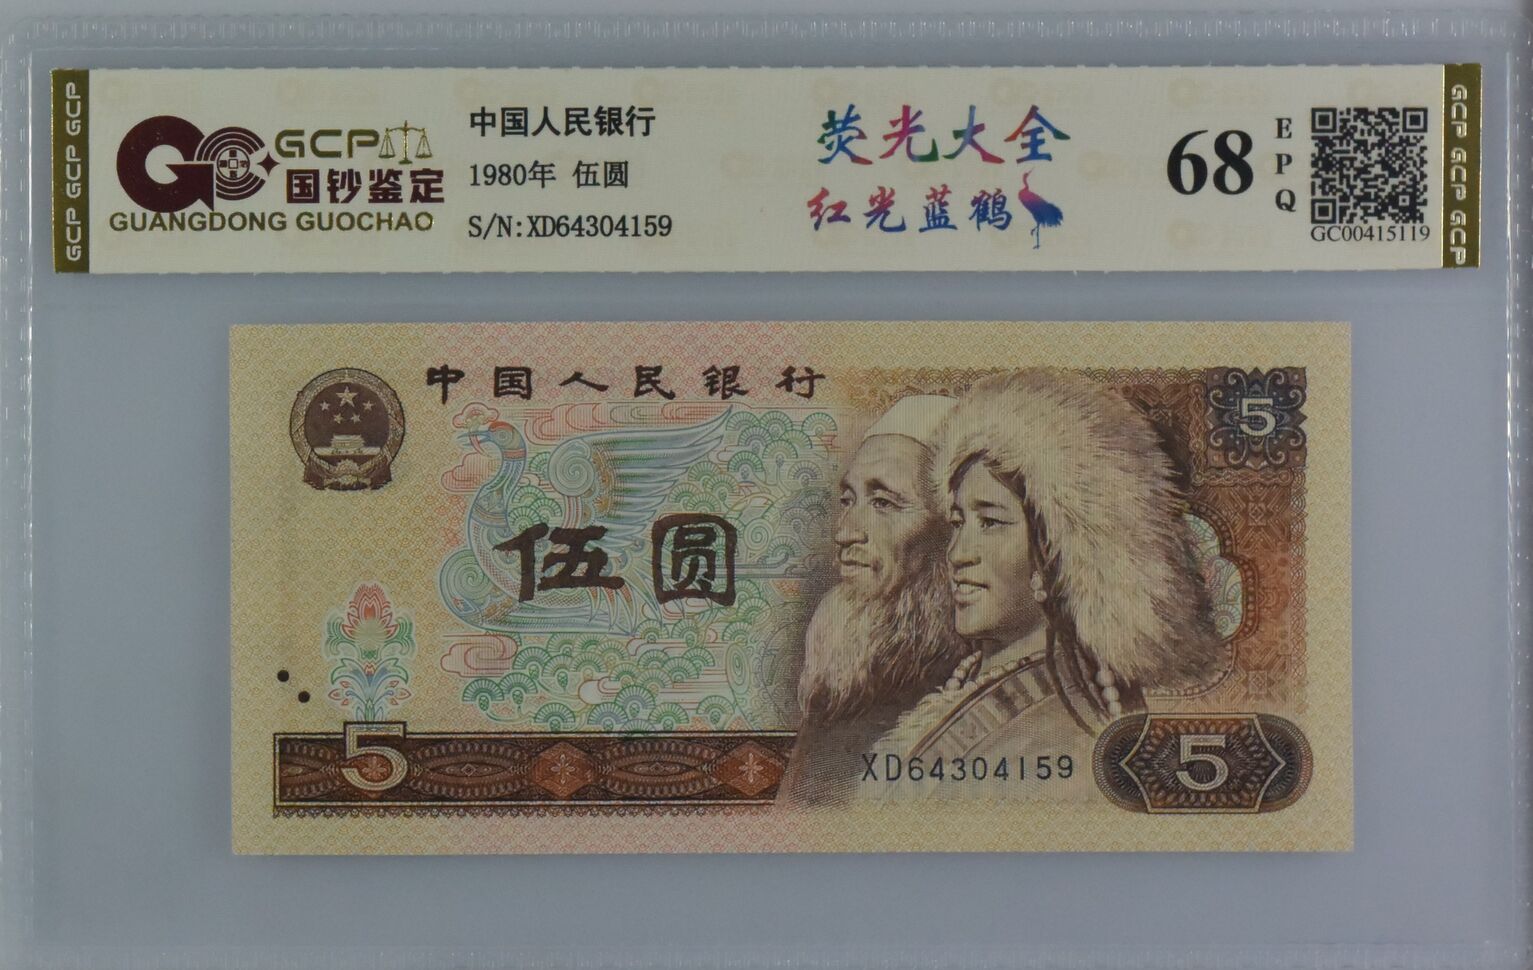 GCP GCP GCP
GCP
国钞鉴定
GUANGDONG GUOCHAO
中国人民银行
1980年 伍圆
S/N:XD64304159
荧光大全
红光蓝鹤
68
EPQ
GC00415119
GCP GCP GCP
中国人民银行
5
伍圆
5
XD64304159
5